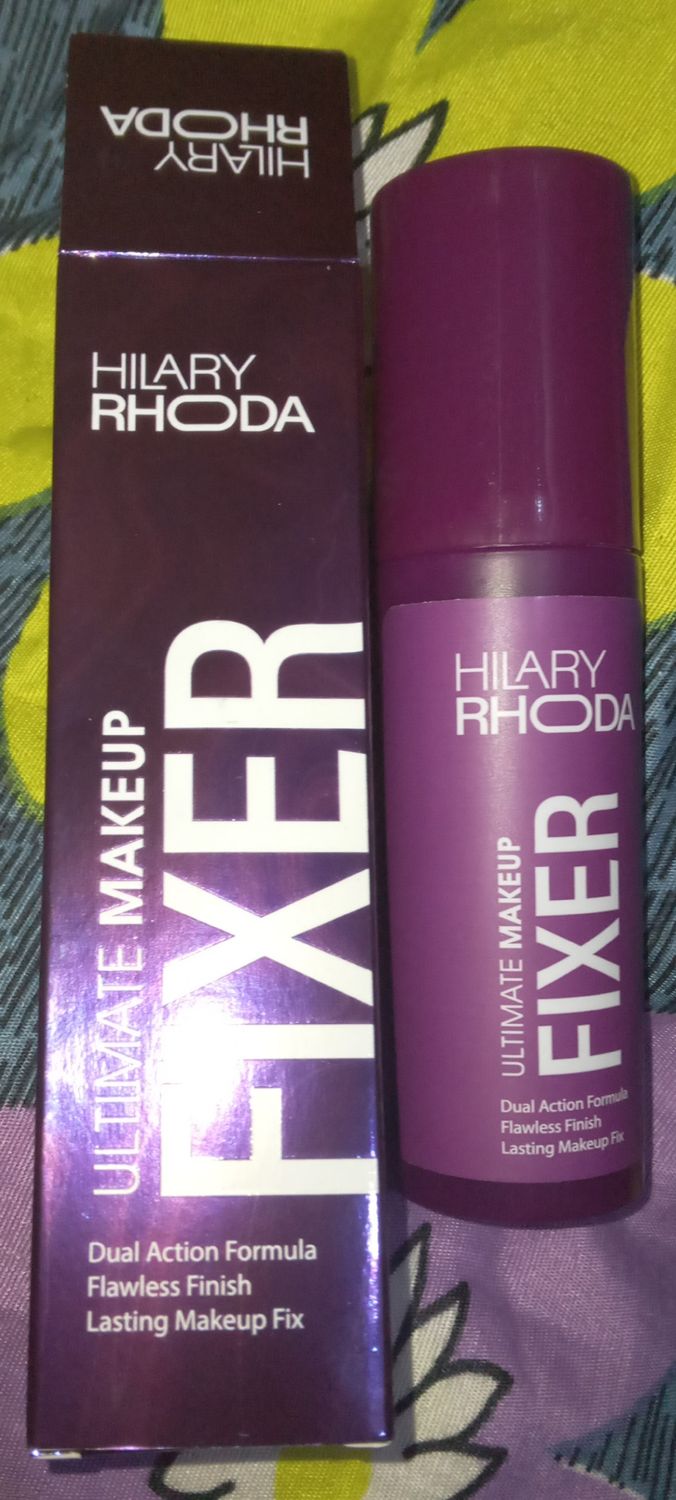 HILARY
RHODA
HILARY
RHODA
ULTIMATE MAKEUP
FIXER
Dual Action Formula
Flawless Finish
Lasting Makeup Fix
HILARY
RHODA
ULTIMATE MAKEUP
FIXER
Dual Action Formula
Flawless Finish
Lasting Makeup Fix